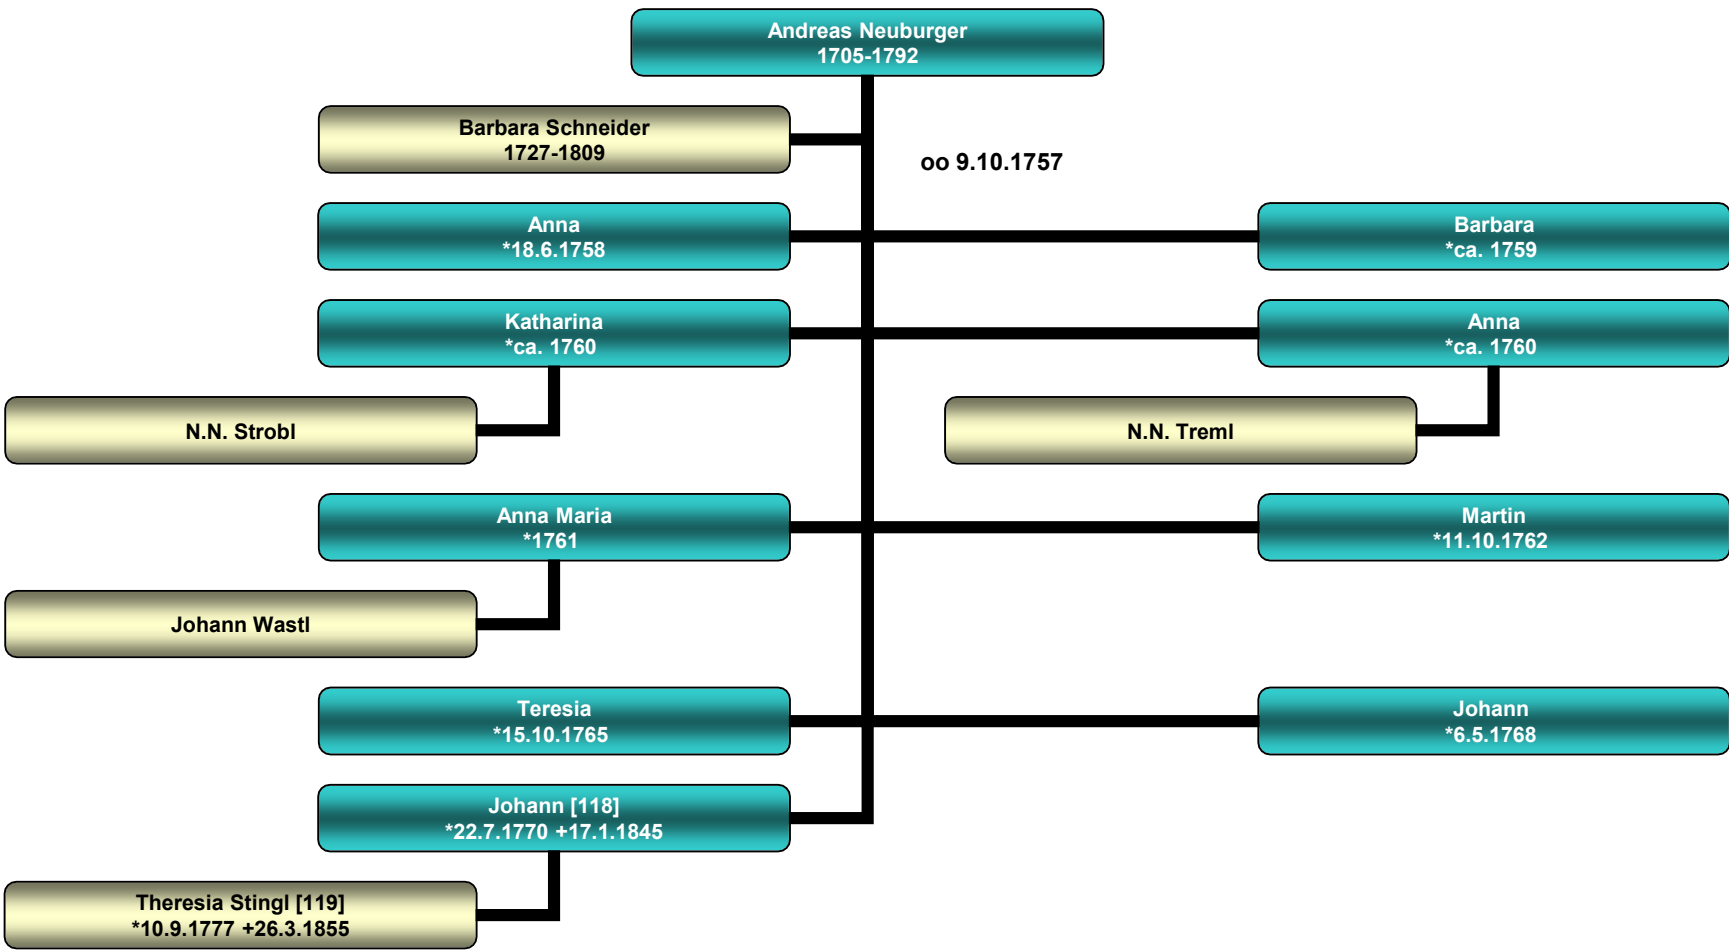 Andreas Neuburger
1705-1792
Barbara Schneider
1727-1809
oo 9.10.1757
Anna
*18.6.1758
Barbara
*ca. 1759
Katharina
*ca. 1760
Anna
*ca. 1760
N.N. Strobl
N.N. Treml
Anna Maria
*1761
Martin
*11.10.1762
Johann Wastl
Teresia
*15.10.1765
Johann
*6.5.1768
Johann [118]
*22.7.1770 +17.1.1845
Theresia Stingl [119]
*10.9.1777 +26.3.1855